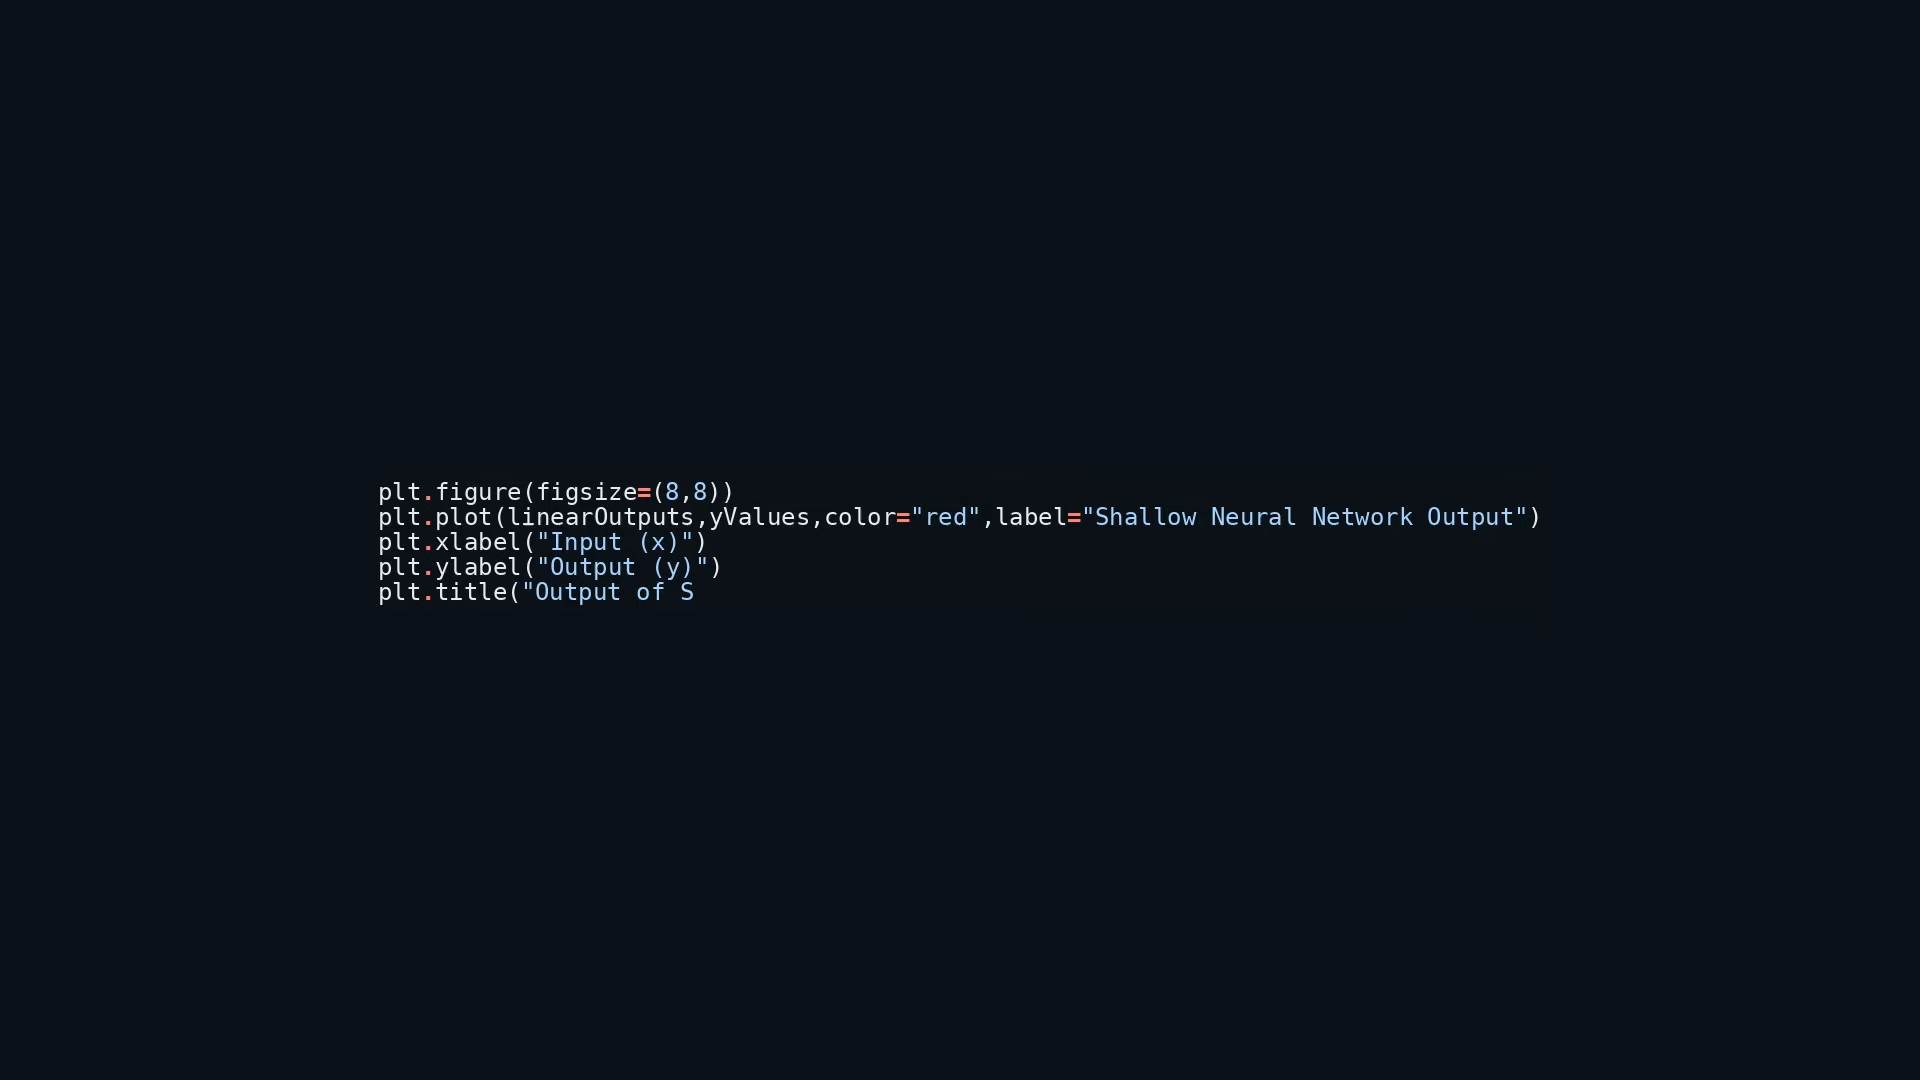 plt.figure(figsize=(8,8))
plt.plot(linearOutputs,yValues,color="red",label="Shallow Neural Network Output")
plt.xlabel("Input (x)")
plt.ylabel("Output (y)")
plt.title("Output of S